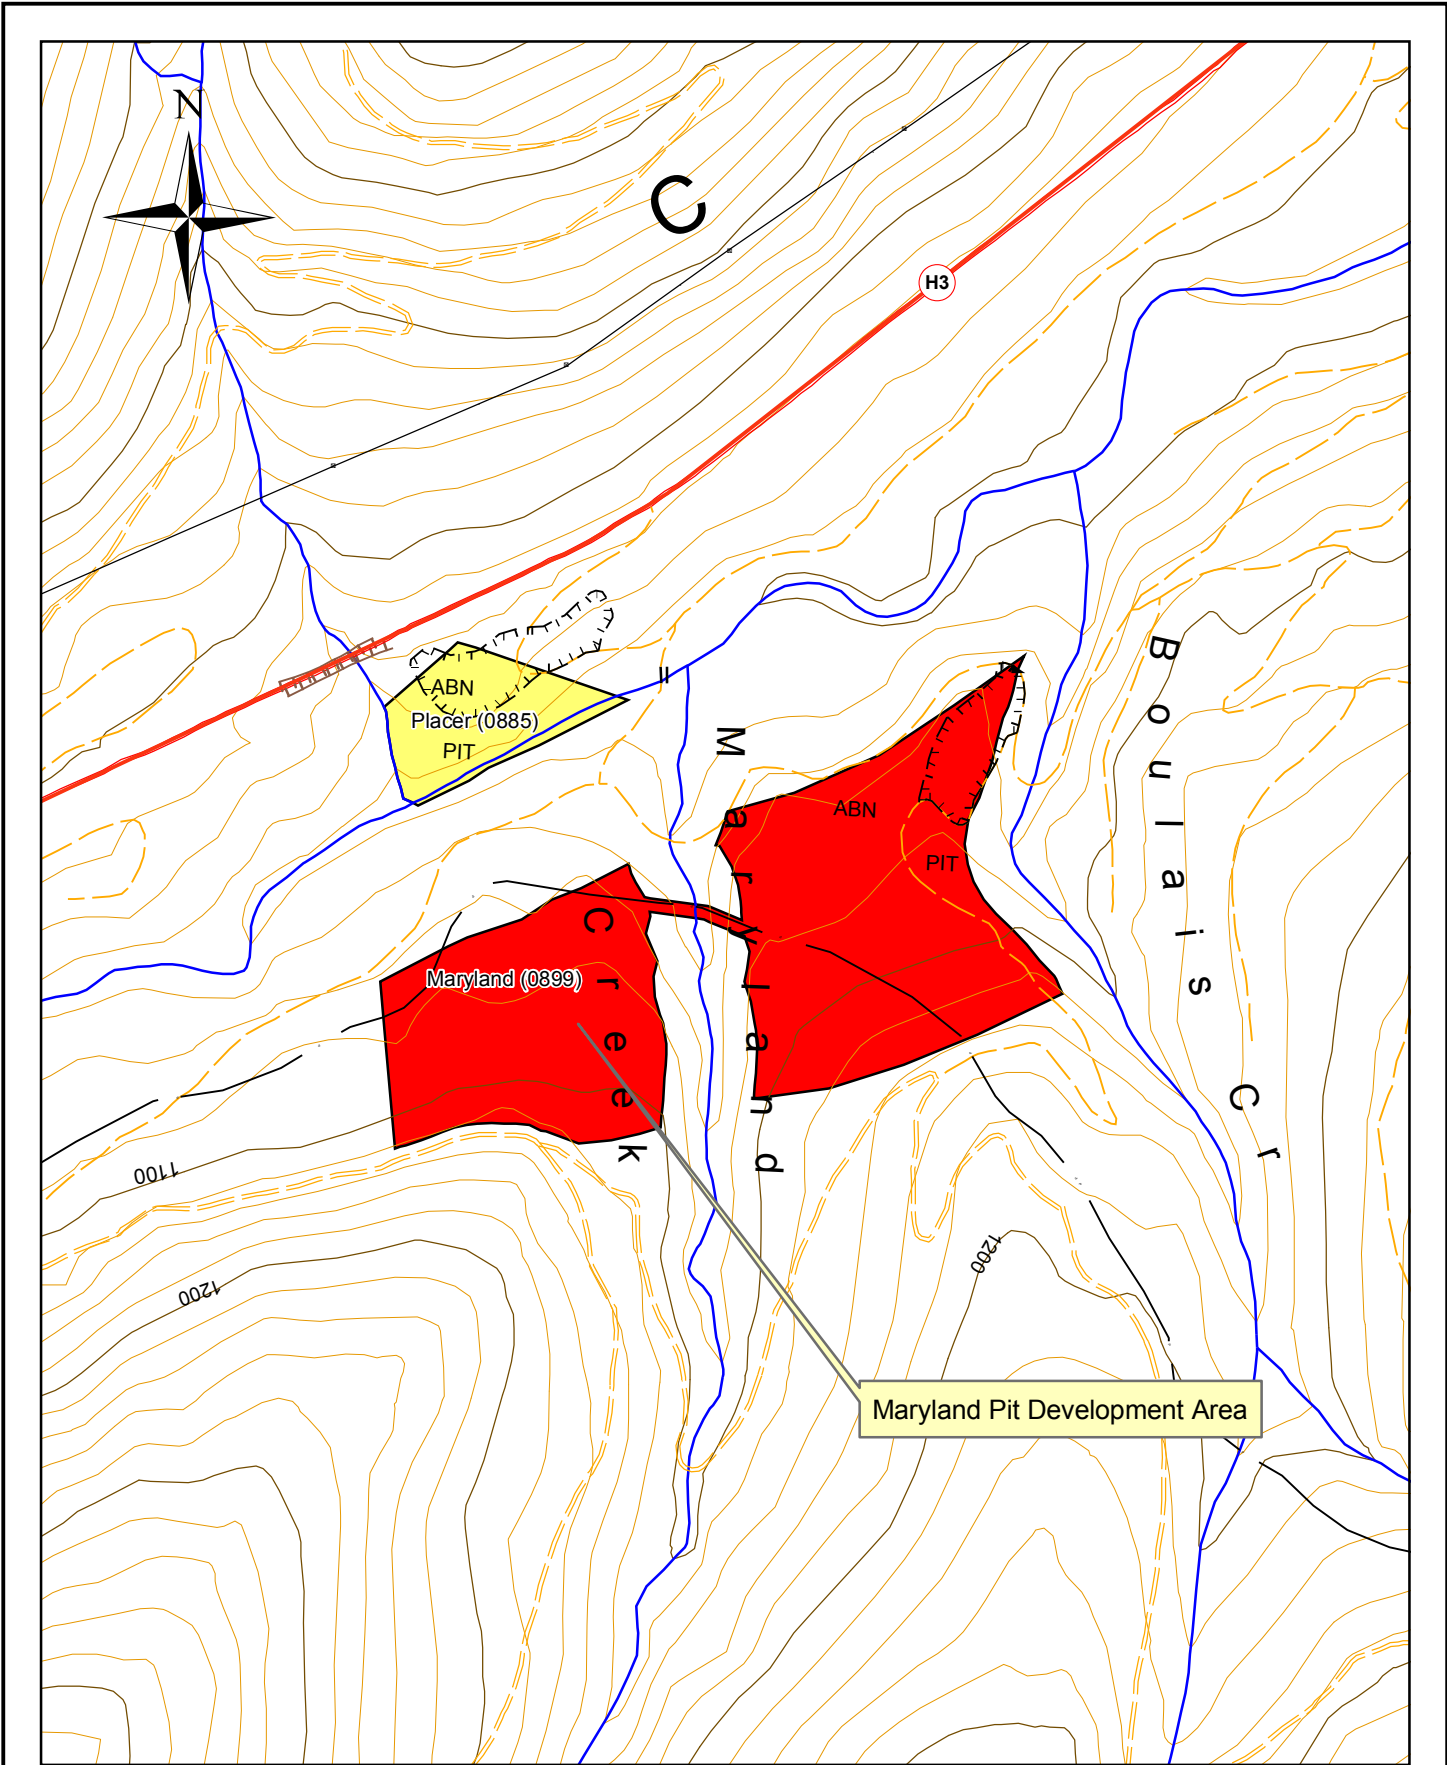 N
C
H3
ABN
Placer (0885)
PIT
ABN
PIT
Maryland
Creek
Boulais Cr
Maryland (0899)
1100
1200
1200
Maryland Pit Development Area